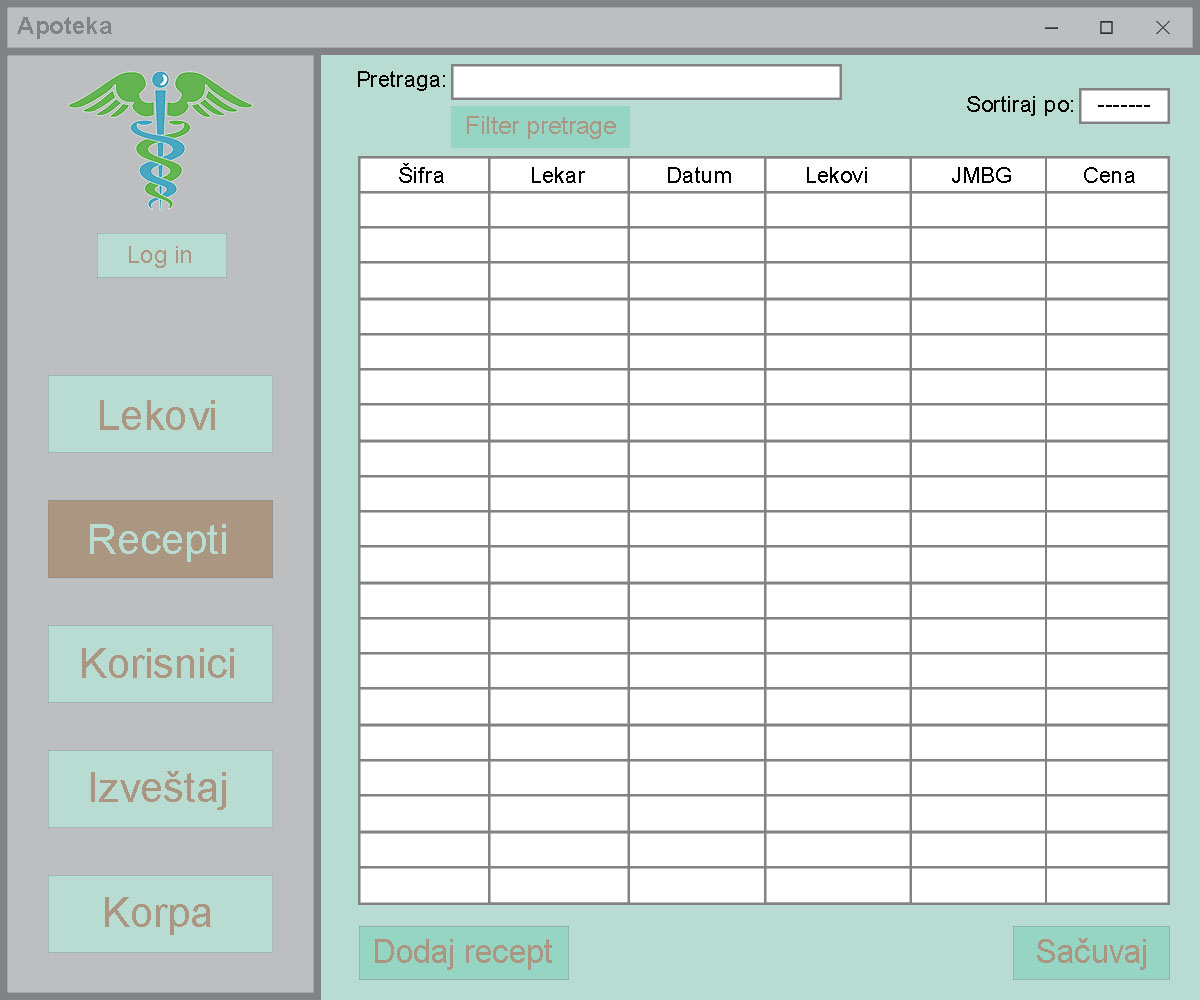 Apoteka
Log in
Lekovi
Recepti
Korisnici
Izveštaj
Korpa
Pretraga:
Filter pretrage
Sortiraj po: -------
Šifra Lekar Datum Lekovi JMBG Cena
Dodaj recept
Sačuvaj